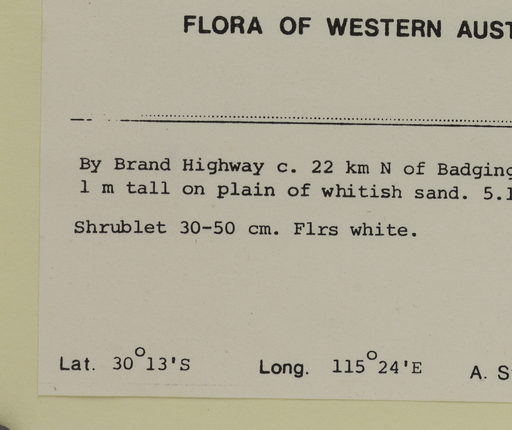 FLORA OF WESTERN AUST
By Brand Highway c. 22 km N of Badging
1 m tall on plain of whitish sand. 5.1
Shrublet 30-50 cm. Flrs white.
Lat. 30°13'S Long. 115°24'E A. S